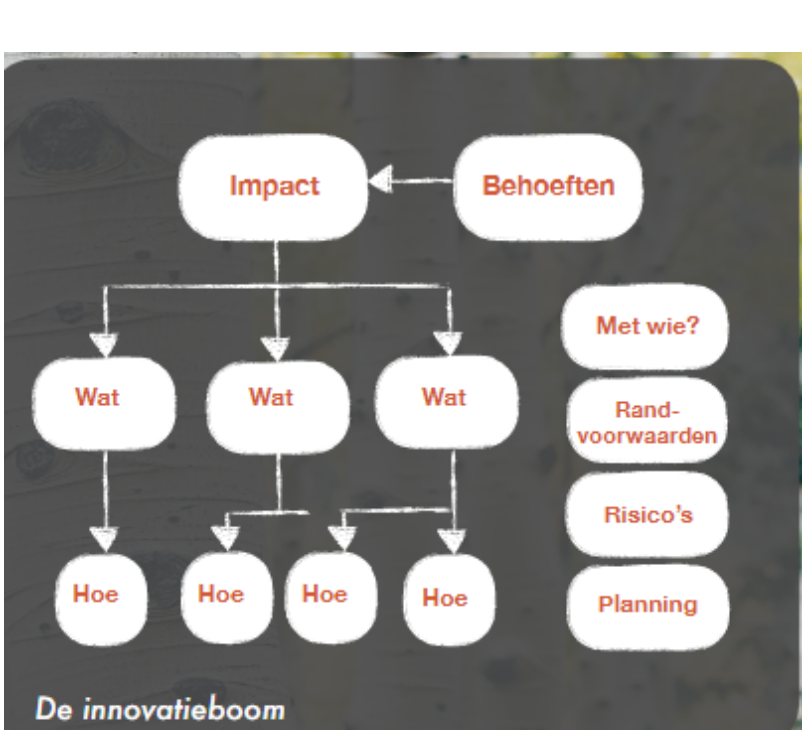 Impact
Behoeften
Wat
Wat
Wat
Met wie?
Rand-
voorwaarden
Risico's
Planning
Hoe
Hoe
Hoe
Hoe
De innovatieboom